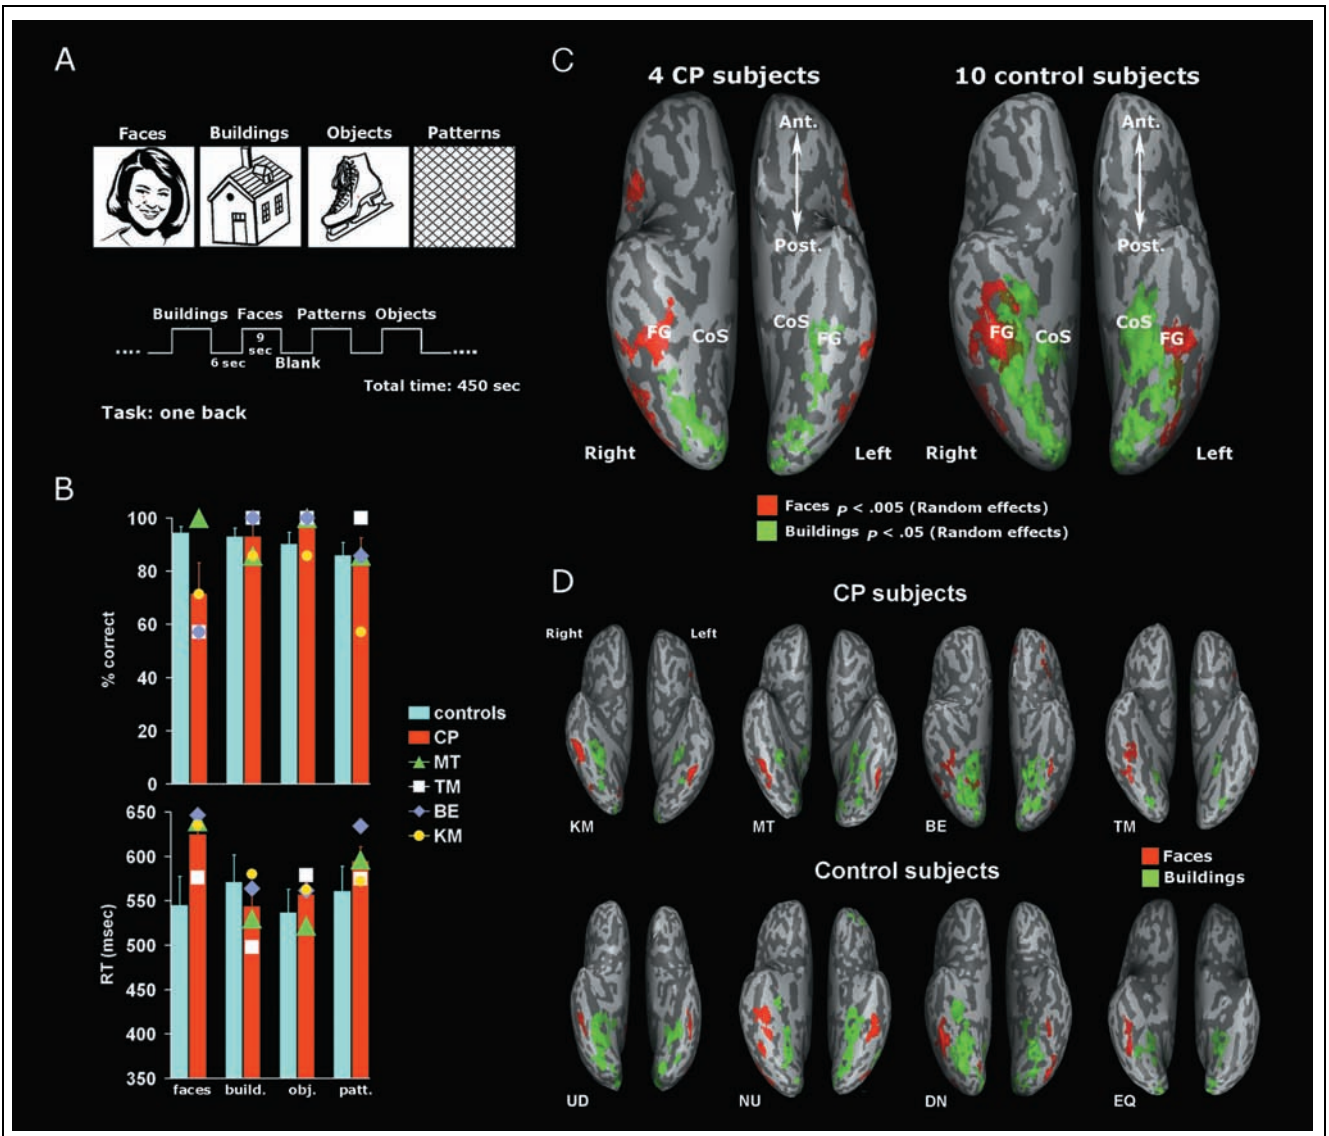 A
Faces Buildings Objects Patterns
Buildings Faces Patterns Objects
9
sec
6 sec
Blank
Total time: 450 sec
Task: one back
B
100
80
60
40
20
0
% correct
controls
CP
MT
TM
BE
KM
650
600
550
500
450
400
350
RT (msec)
faces build. obj. patt.
C
4 CP subjects
10 control subjects
Ant.
Post.
FG
CoS
CoS
FG
Right
Left
Ant.
Post.
FG
CoS
CoS
FG
Right
Left
Faces p < .005 (Random effects)
Buildings p < .05 (Random effects)
D
CP subjects
Right
Left
KM
MT
BE
TM
Faces
Buildings
Control subjects
UD
NU
DN
EQ